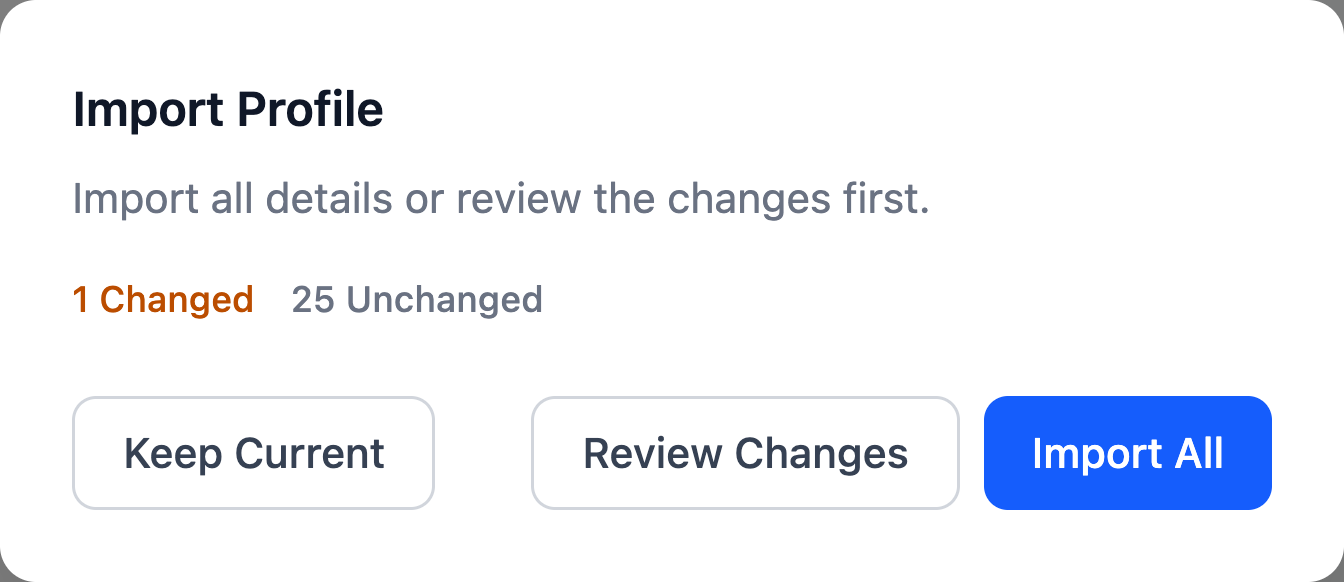 Import Profile
Import all details or review the changes first.
1 Changed 25 Unchanged
Keep Current Review Changes Import All